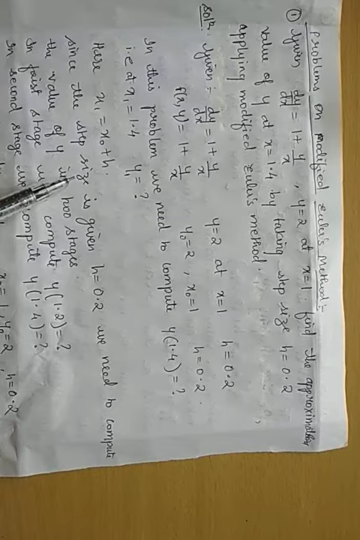 Problems on modified Euler's Method:
① Given dy/dx = 1 + y/x, y = 2 at x = 1 find the approximation
value of y at x = 1.4 by taking step size h = 0.2
applying modified Euler's method.
Soln. Given: dy/dx = 1 + y/x y = 2 at x = 1 h = 0.2
f(x, y) = 1 + y/x y₀ = 2, x₀ = 1 h = 0.2.
In this problem we need to compute y(1.4) = ?
i.e at x₁ = 1.4 y₁ = ?
Here x₁ = x₀ + h.
since the step size is given h = 0.2 we need to compute
the value of y stages.
In first stage compute y(1.2) = ?
In second stage we compute y(1.4) = ?
x₀ = 1, y₀ = 2 h = 0.2